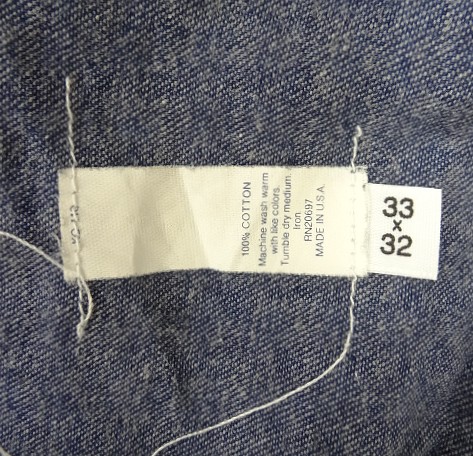 100% COTTON
Machine wash warm
with like colors.
Tumble dry medium.
Iron
RN20697
MADE IN U.S.A.
33
x
32